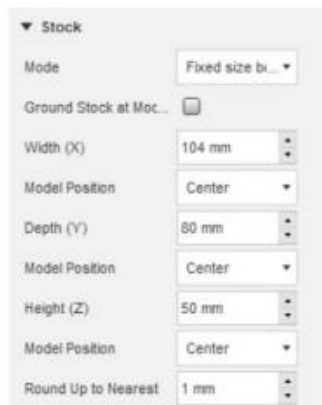 Stock
Mode Fixed size b...
Ground Stock at Moc...
Width (X) 104 mm
Model Position Center
Depth (Y) 80 mm
Model Position Center
Height (Z) 50 mm
Model Position Center
Round Up to Nearest 1 mm